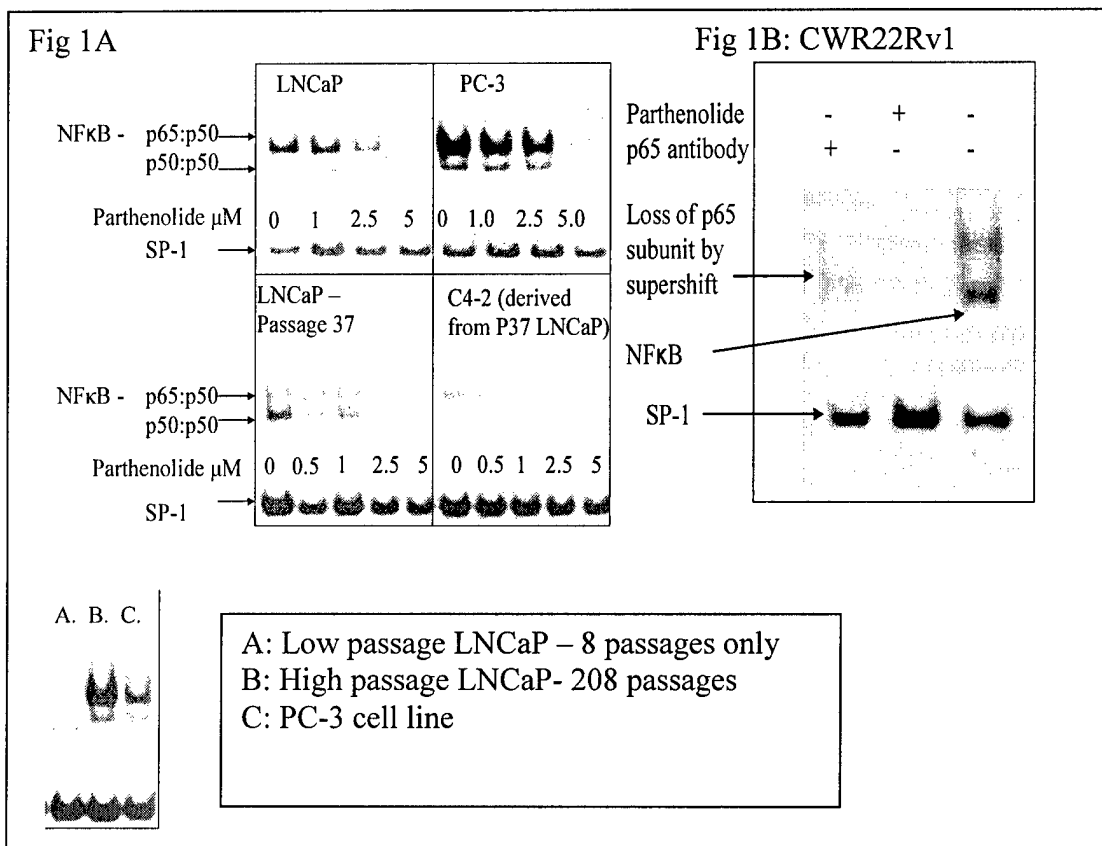 Fig 1A
Fig 1B: CWR22Rv1
LNCaP
PC-3
NFκB - p65:p50
p50:p50
Parthenolide μM
0 1 2.5 5
0 1.0 2.5 5.0
SP-1
LNCaP –
Passage 37
C4-2 (derived
from P37 LNCaP)
NFκB - p65:p50
p50:p50
Parthenolide μM
0 0.5 1 2.5 5
0 0.5 1 2.5 5
SP-1
Parthenolide - + -
p65 antibody + - -
Loss of p65
subunit by
supershift
NFκB
SP-1
A. B. C.
A: Low passage LNCaP – 8 passages only
B: High passage LNCaP- 208 passages
C: PC-3 cell line